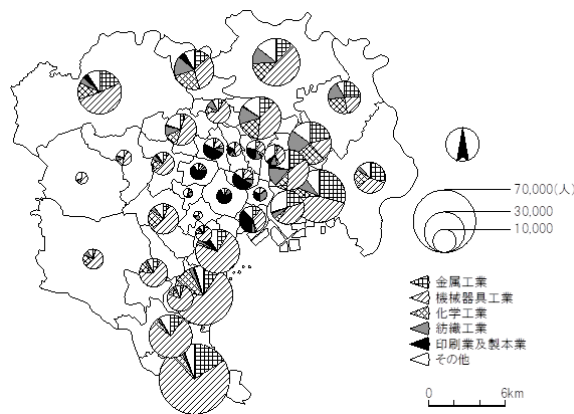 70,000(人)
30,000
10,000
金属工業
機械器具工業
化学工業
紡織工業
印刷業及製本業
その他
0 6km